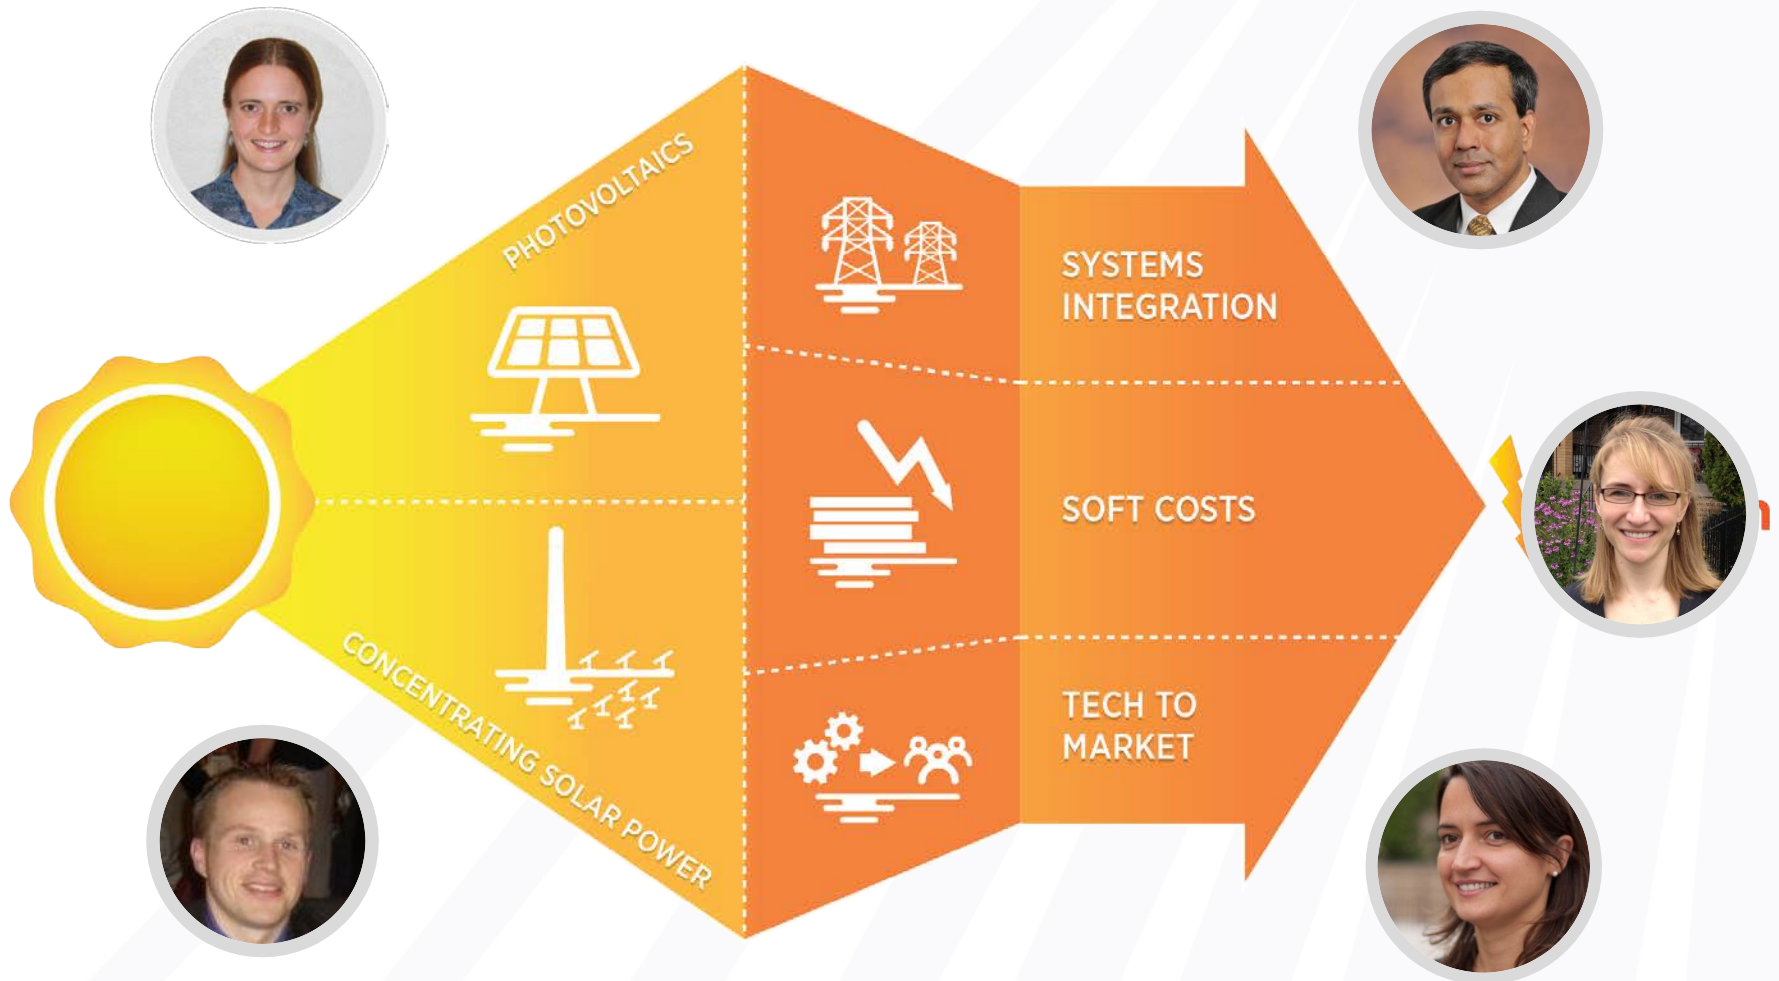 PHOTOVOLTAICS
CONCENTRATING SOLAR POWER
SYSTEMS
INTEGRATION
SOFT COSTS
TECH TO
MARKET